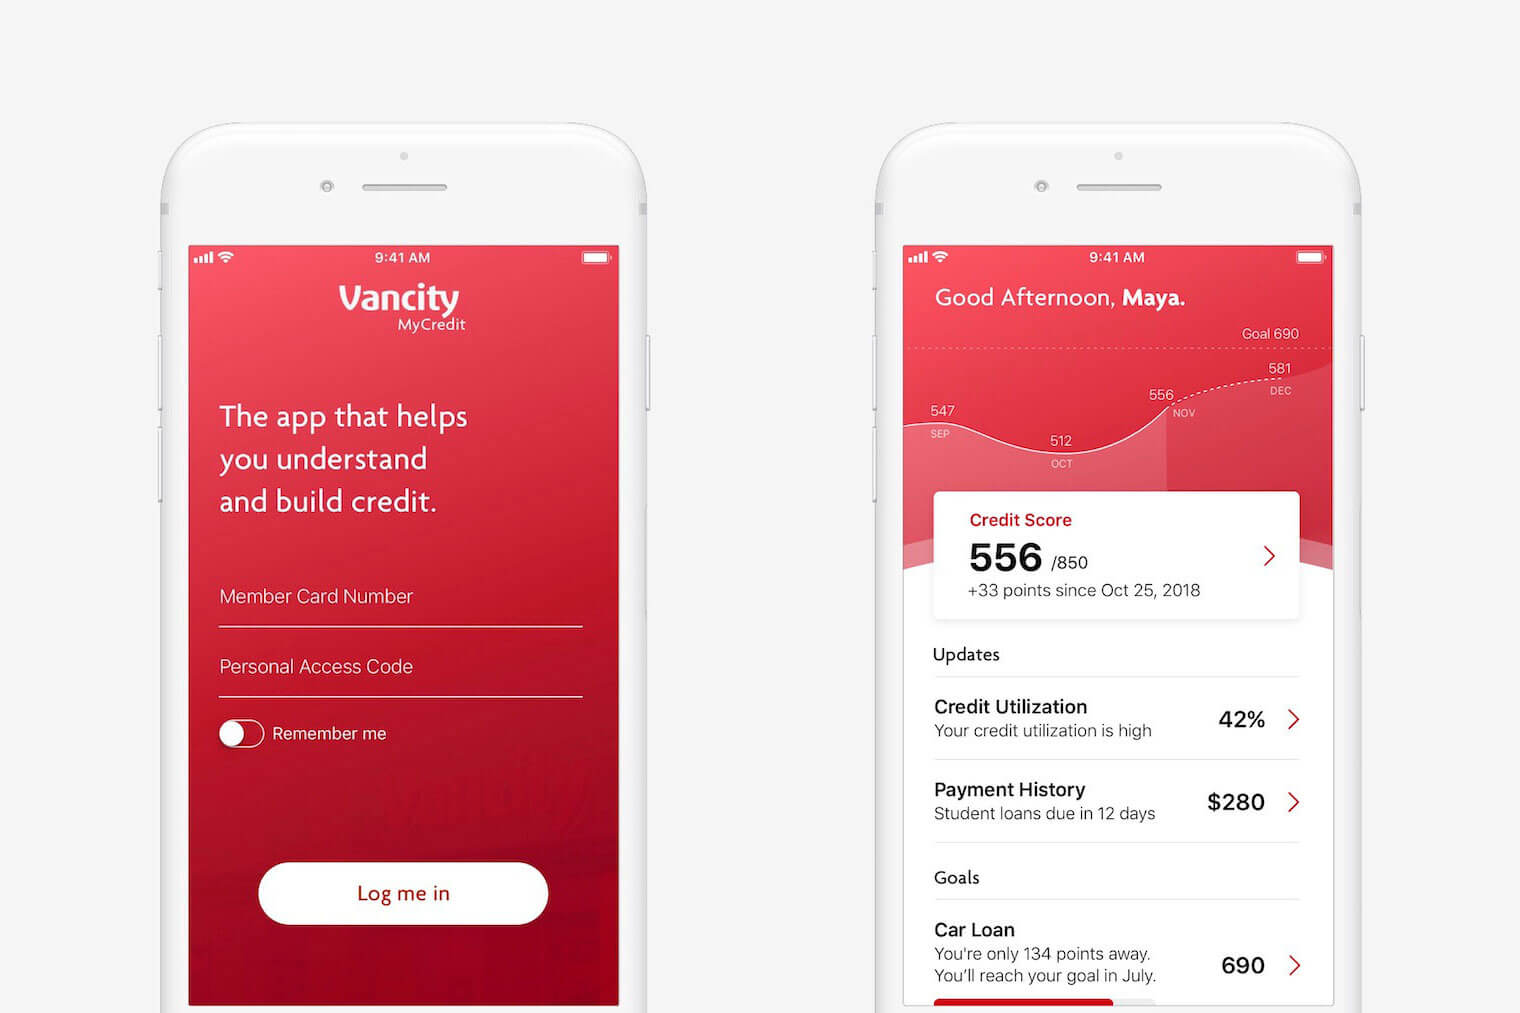 9:41 AM
Vancity
MyCredit
The app that helps
you understand
and build credit.
Member Card Number
Personal Access Code
Remember me
Log me in
9:41 AM
Good Afternoon, Maya.
Goal 690
581
DEC
556
NOV
547
SEP
512
OCT
Credit Score
556 /850
+33 points since Oct 25, 2018
Updates
Credit Utilization
Your credit utilization is high
42%
Payment History
Student loans due in 12 days
$280
Goals
Car Loan
You're only 134 points away.
You'll reach your goal in July.
690